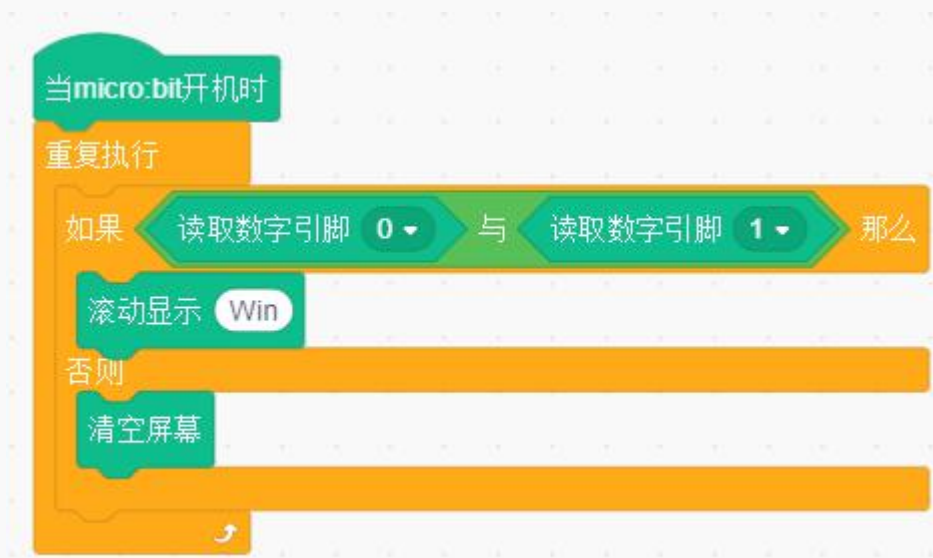 当micro:bit开机时
重复执行
如果 读取数字引脚 0 与 读取数字引脚 1 那么
滚动显示 Win
否则
清空屏幕